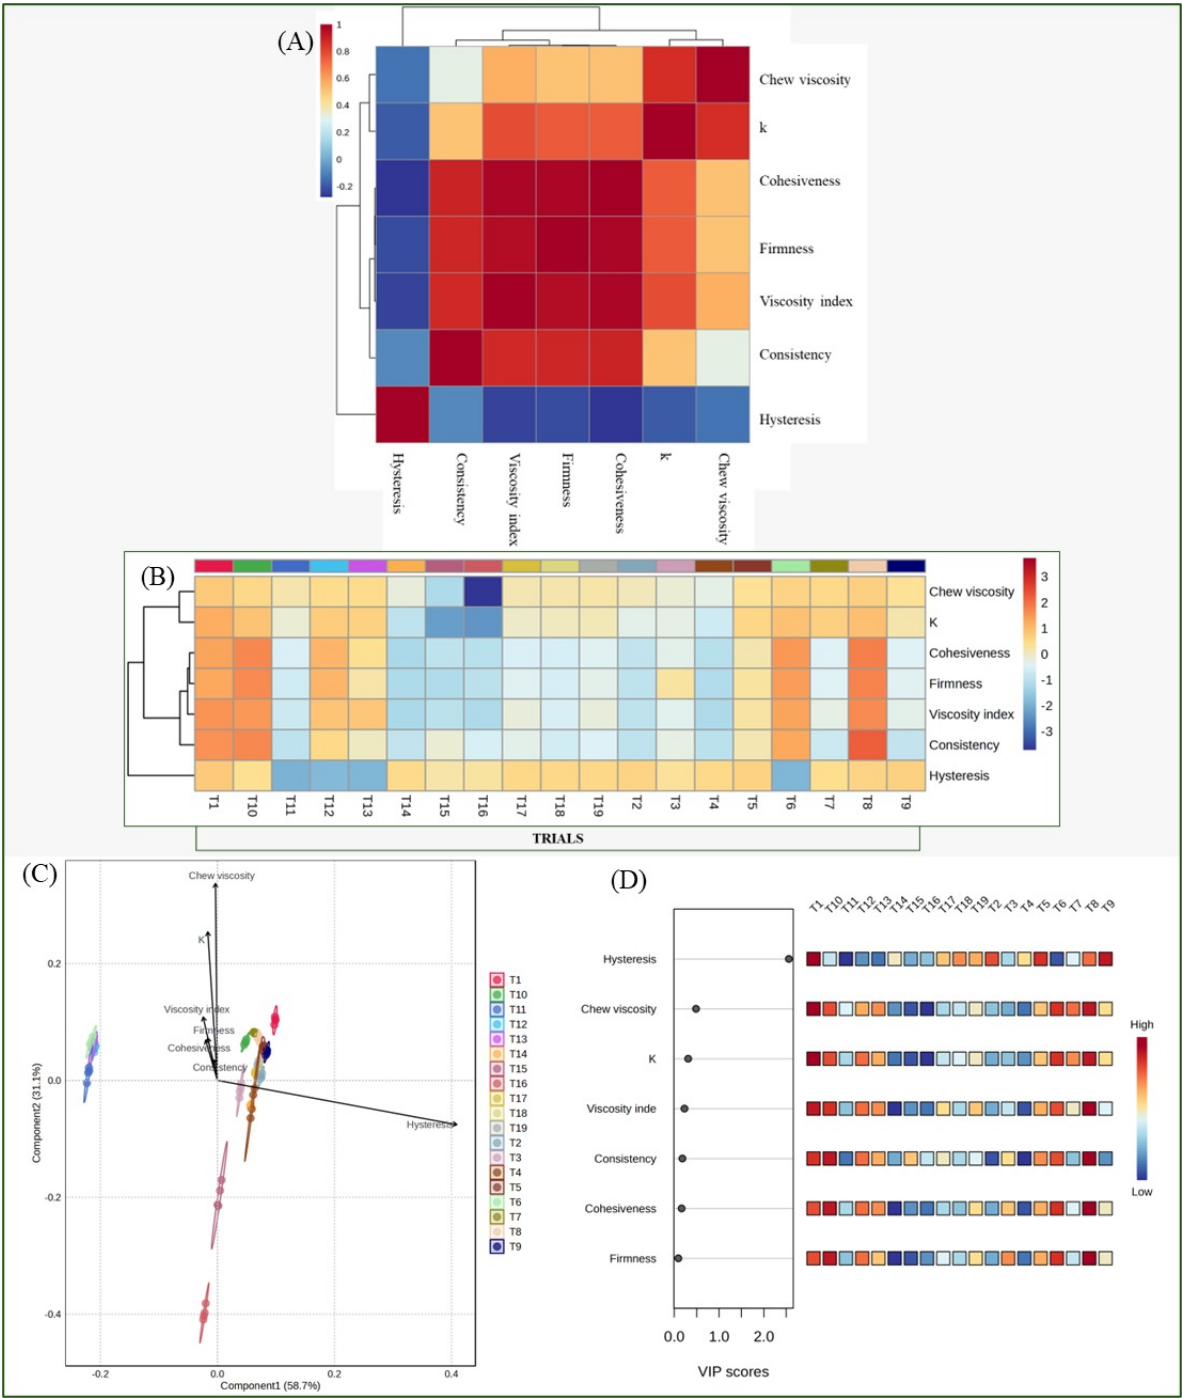 (A)
1
0.8
0.6
0.4
0.2
0
-0.2
Chew viscosity
k
Cohesiveness
Firmness
Viscosity index
Consistency
Hysteresis
Hysteresis
Consistency
Viscosity index
Firmness
Cohesiveness
k
Chew viscosity
(B)
Chew viscosity
K
Cohesiveness
Firmness
Viscosity index
Consistency
Hysteresis
3
2
1
0
-1
-2
-3
T1 T10 T11 T12 T13 T14 T15 T16 T17 T18 T19 T2 T3 T4 T5 T6 T7 T8 T9
TRIALS
(C)
Chew viscosity
K
Viscosity index
Firmness
Cohesiveness
Consistency
Hysteresis
Component2 (31.1%)
0.2
0.0
-0.2
-0.4
-0.2 0.0 0.2 0.4
Component1 (58.7%)
T1
T10
T11
T12
T13
T14
T15
T16
T17
T18
T19
T2
T3
T4
T5
T6
T7
T8
T9
(D)
T1 T10 T11 T12 T13 T14 T15 T16 T17 T18 T19 T2 T3 T4 T5 T6 T7 T8 T9
Hysteresis
Chew viscosity
K
Viscosity inde
Consistency
Cohesiveness
Firmness
High
Low
0.0 1.0 2.0
VIP scores